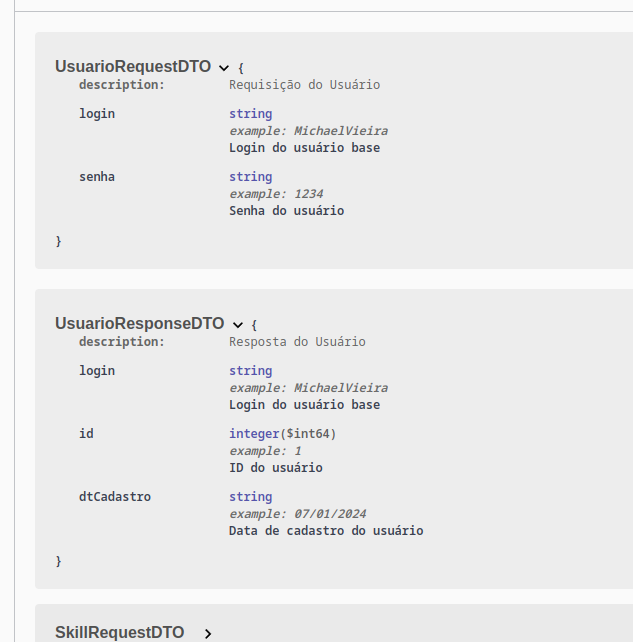 UsuarioRequestDTO {
description: Requisição do Usuário
login string
example: MichaelVieira
Login do usuário base
senha string
example: 1234
Senha do usuário
}
UsuarioResponseDTO {
description: Resposta do Usuário
login string
example: MichaelVieira
Login do usuário base
id integer($int64)
example: 1
ID do usuário
dtCadastro string
example: 07/01/2024
Data de cadastro do usuário
}
SkillRequestDTO